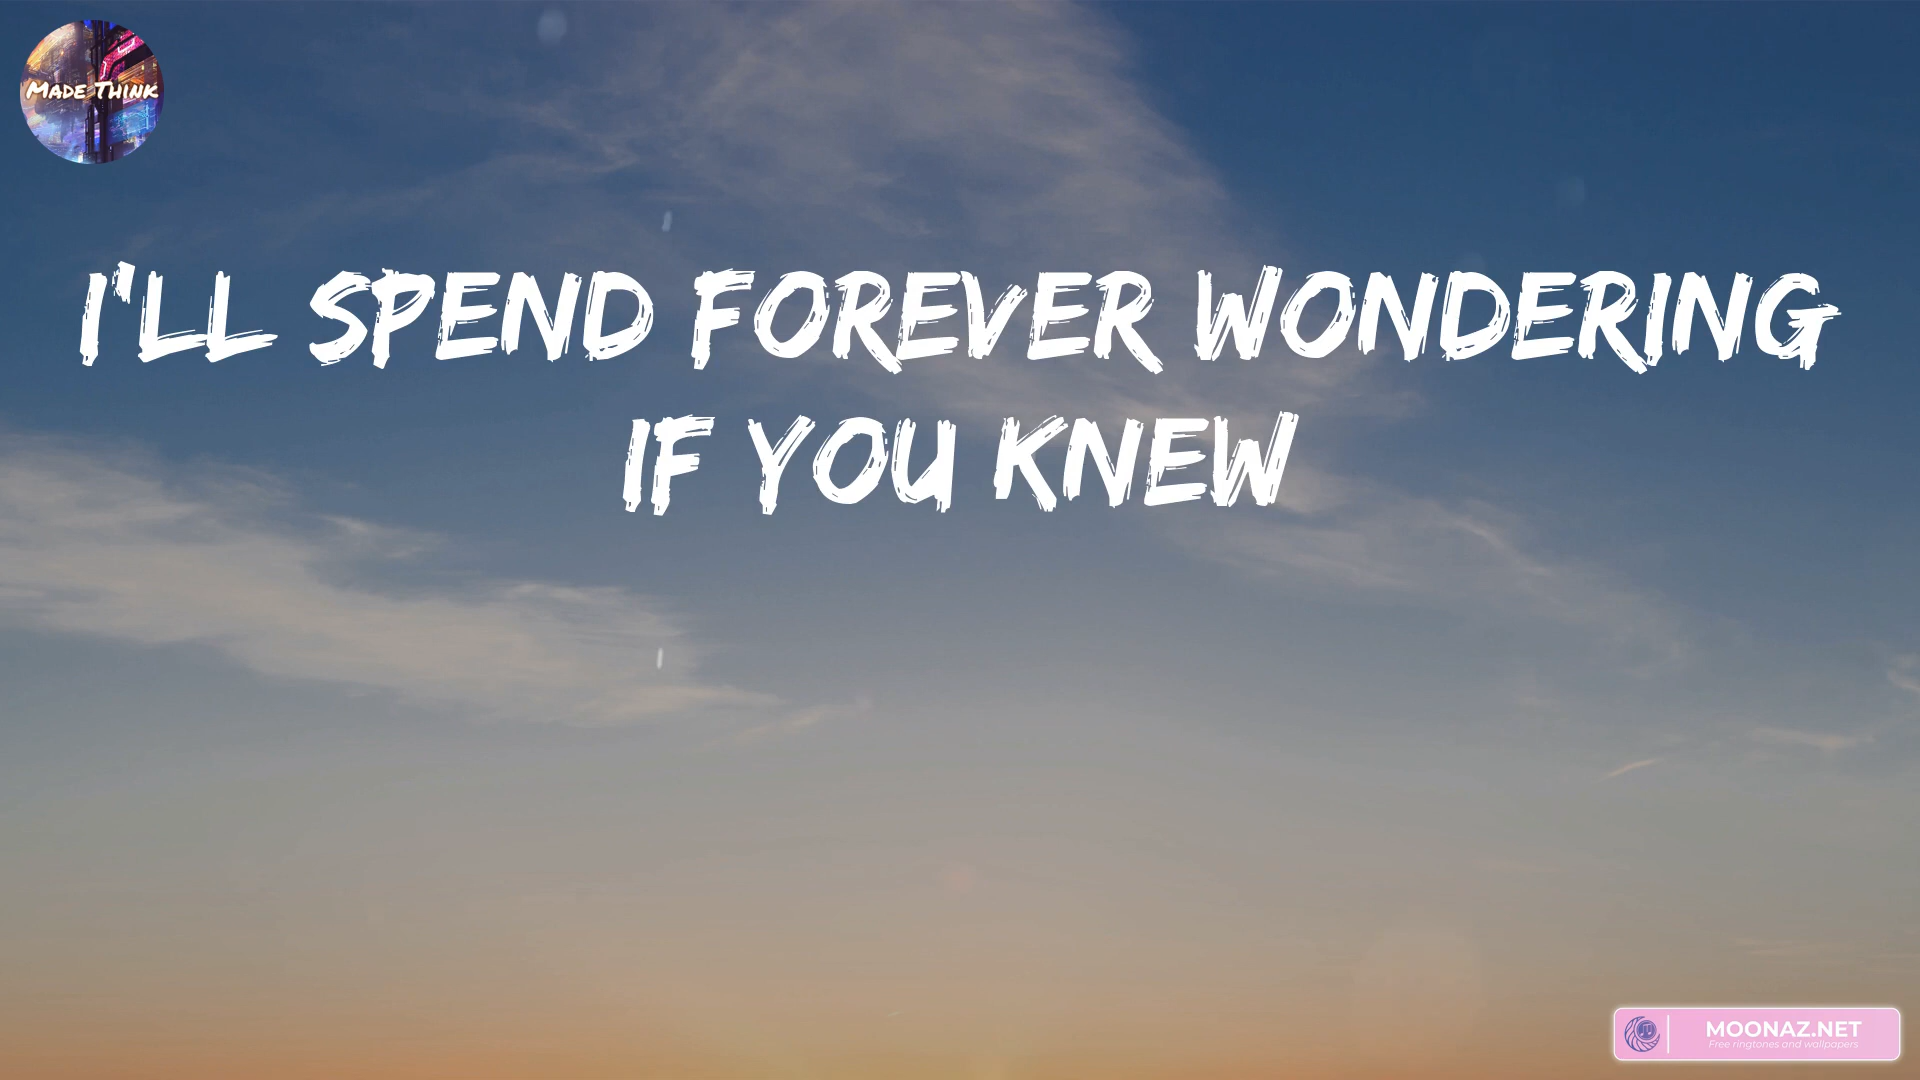 MADE THINK
I'LL SPEND FOREVER WONDERING
IF YOU KNEW
MOONAZ.NET
Free ringtones and wallpapers